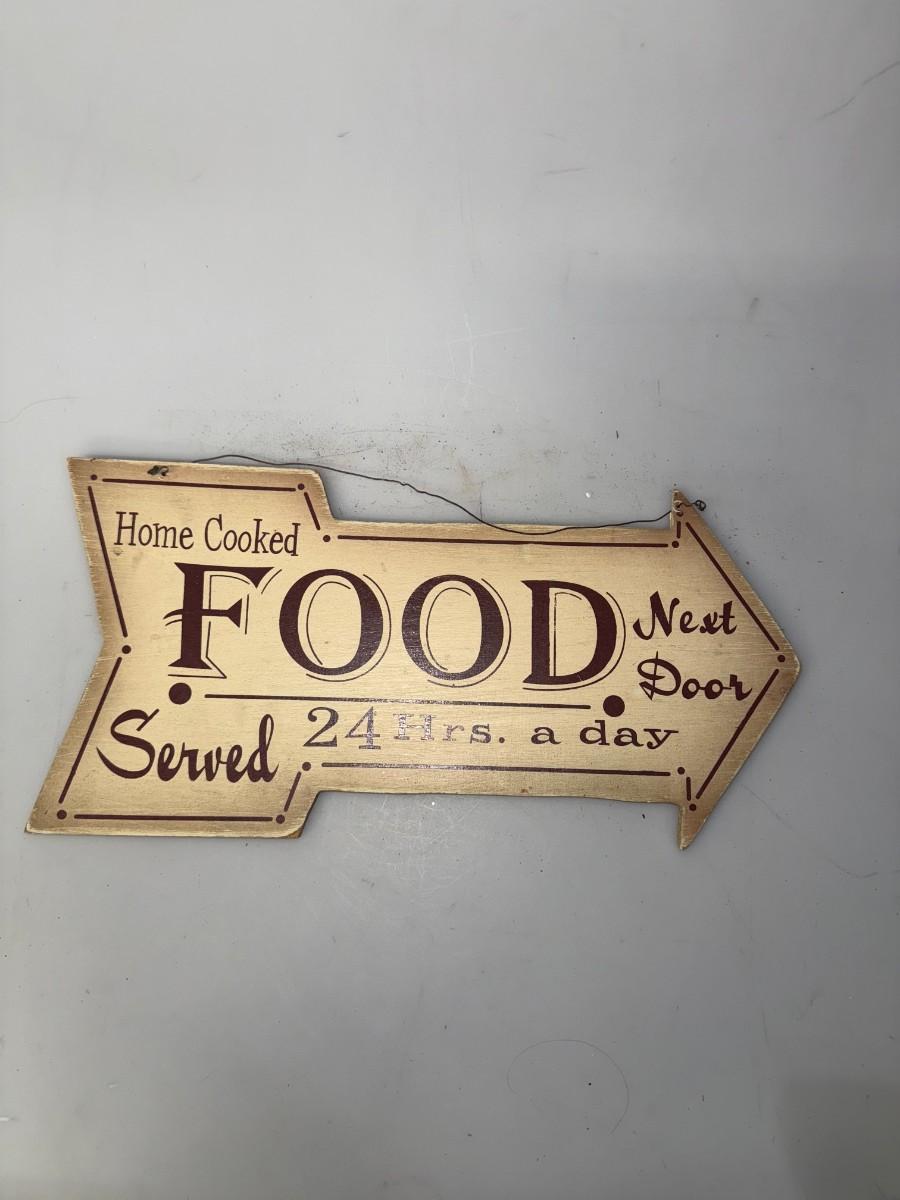 Home Cooked
FOOD
Next
Door
Served
24 Hrs. a day